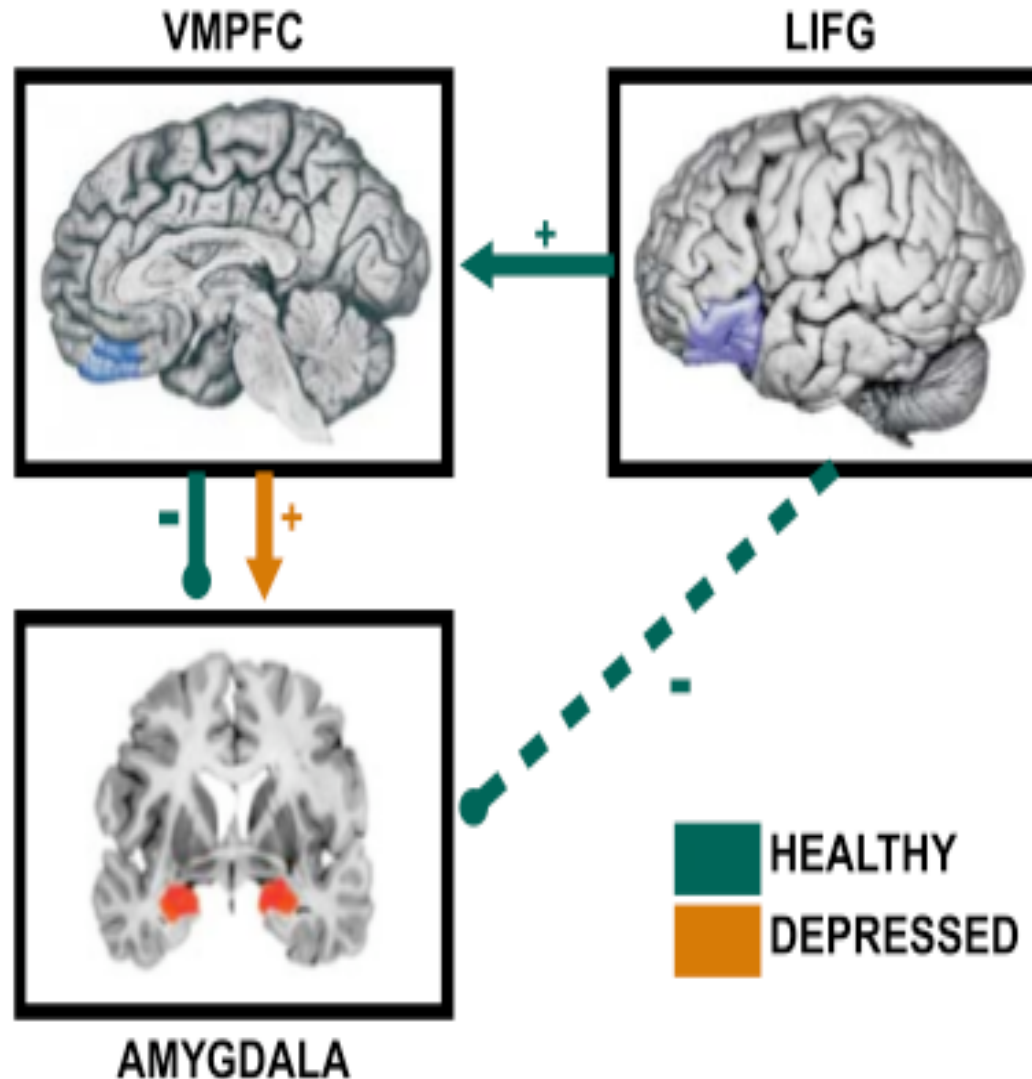 VMPFC
LIFG
+
-
+
-
HEALTHY
DEPRESSED
AMYGDALA